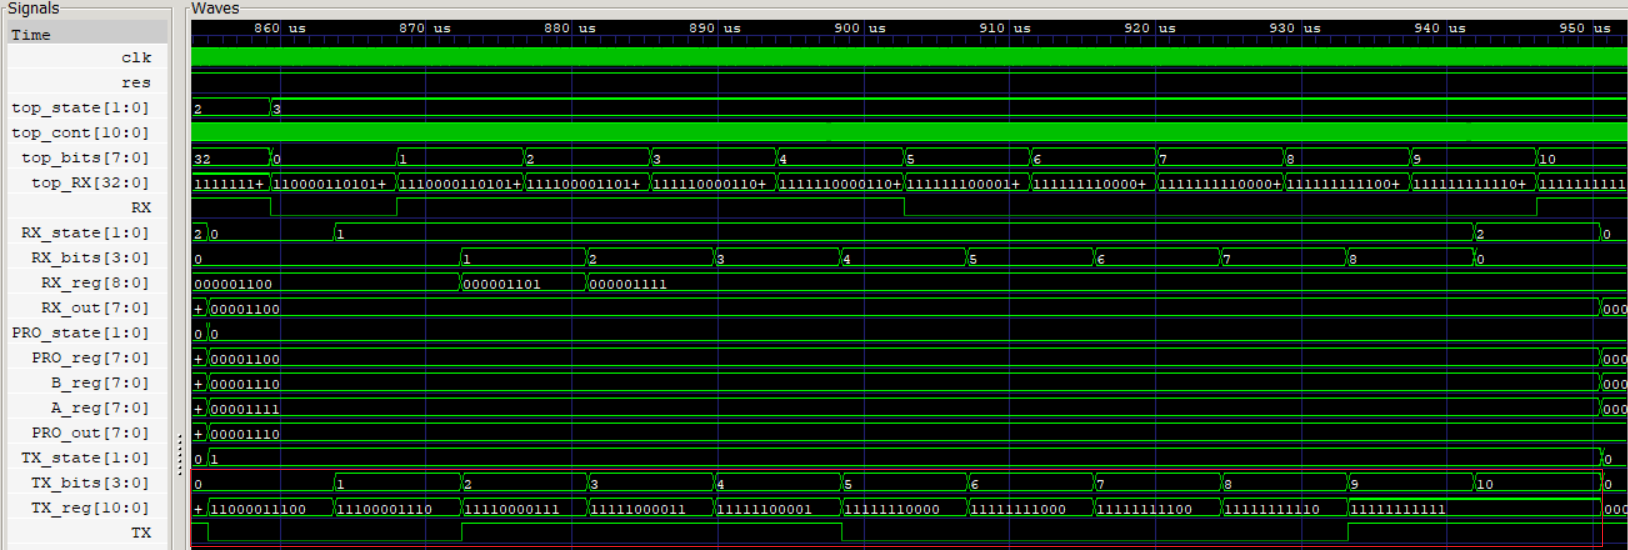 Signals Waves
Time 860 us 870 us 880 us 890 us 900 us 910 us 920 us 930 us 940 us 950 us
clk
res
top_state[1:0] 2 3
top_cont[10:0]
top_bits[7:0] 32 0 1 2 3 4 5 6 7 8 9 10
top_RX[32:0] 1111111+ 110000110101+ 1110000110101+ 111100001101+ 111110000110+ 1111110000110+ 111111100001+ 111111110000+ 1111111110000+ 11111111100+ 111111111110+ 1111111111
RX
RX_state[1:0] 2 0 1 2 0
RX_bits[3:0] 0 1 2 3 4 5 6 7 8 0
RX_reg[8:0] 000001100 000001101 000001111
RX_out[7:0] + 00001100 000
PRO_state[1:0] 0 0
PRO_reg[7:0] + 00001100 000
B_reg[7:0] + 00001110 000
A_reg[7:0] + 00001111 000
PRO_out[7:0] + 00001110
TX_state[1:0] 0 1 0
TX_bits[3:0] 0 1 2 3 4 5 6 7 8 9 10 0
TX_reg[10:0] + 11000011100 11100001110 11110000111 11111000011 11111100001 11111110000 11111111000 11111111100 11111111110 11111111111 000
TX